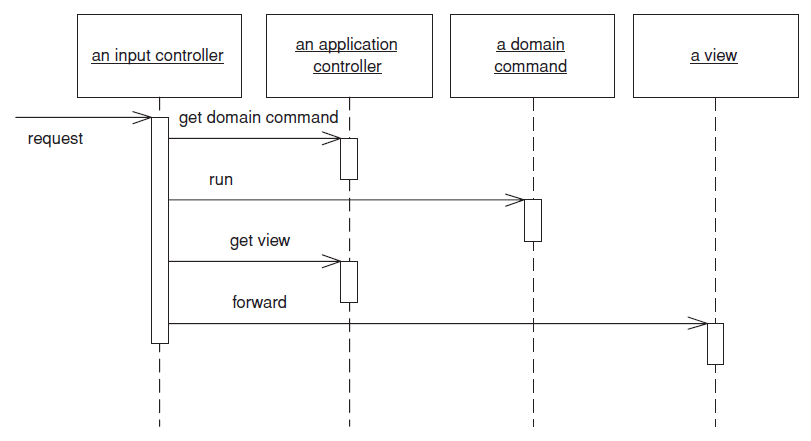 an input controller
an application
controller
a domain
command
a view
get domain command
request
run
get view
forward